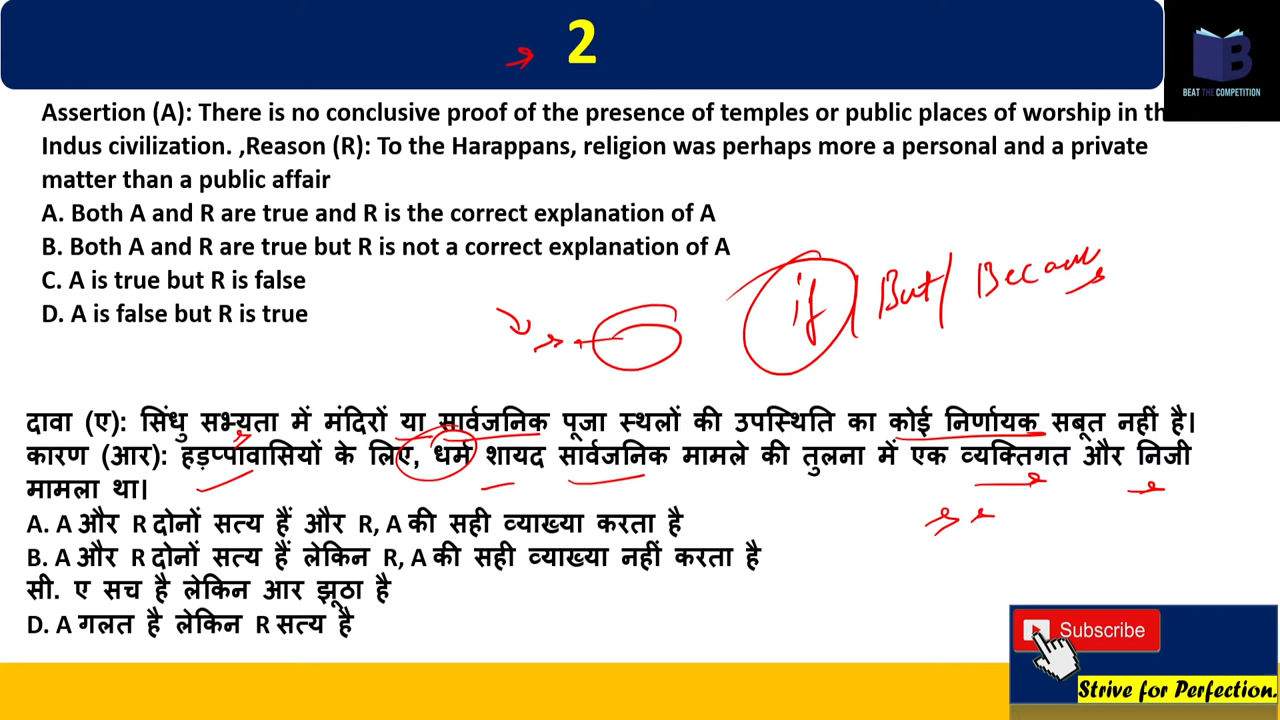 2
BEAT THE COMPETITION
Assertion (A): There is no conclusive proof of the presence of temples or public places of worship in th
Indus civilization. ,Reason (R): To the Harappans, religion was perhaps more a personal and a private
matter than a public affair
A. Both A and R are true and R is the correct explanation of A
B. Both A and R are true but R is not a correct explanation of A
C. A is true but R is false
D. A is false but R is true
if / But / Because
दावा (ए): सिंधु सभ्यता में मंदिरों या सार्वजनिक पूजा स्थलों की उपस्थिति का कोई निर्णायक सबूत नहीं है।
कारण (आर): हड़प्पावासियों के लिए, धर्म शायद सार्वजनिक मामले की तुलना में एक व्यक्तिगत और निजी
मामला था।
A. A और R दोनों सत्य हैं और R, A की सही व्याख्या करता है
B. A और R दोनों सत्य हैं लेकिन R, A की सही व्याख्या नहीं करता है
सी. ए सच है लेकिन आर झूठा है
D. A गलत है लेकिन R सत्य है
Subscribe
Strive for Perfection.